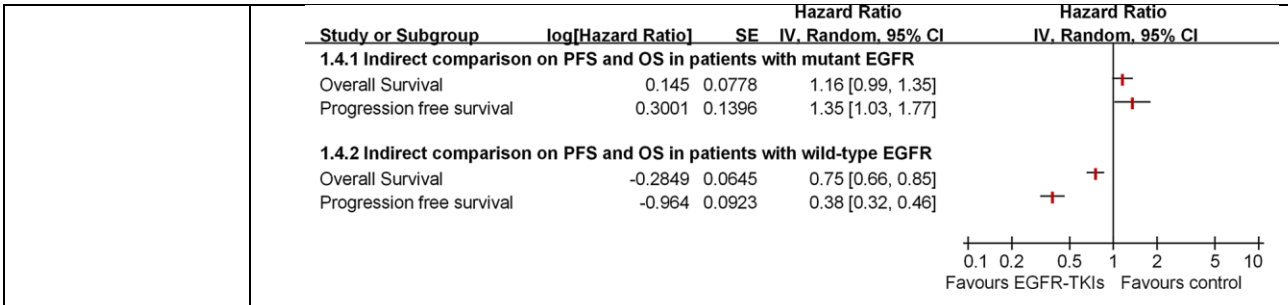 Hazard Ratio Hazard Ratio
Study or Subgroup log[Hazard Ratio] SE IV, Random, 95% CI IV, Random, 95% CI
1.4.1 Indirect comparison on PFS and OS in patients with mutant EGFR
Overall Survival 0.145 0.0778 1.16 [0.99, 1.35]
Progression free survival 0.3001 0.1396 1.35 [1.03, 1.77]
1.4.2 Indirect comparison on PFS and OS in patients with wild-type EGFR
Overall Survival -0.2849 0.0645 0.75 [0.66, 0.85]
Progression free survival -0.964 0.0923 0.38 [0.32, 0.46]
0.1 0.2 0.5 1 2 5 10
Favours EGFR-TKIs Favours control